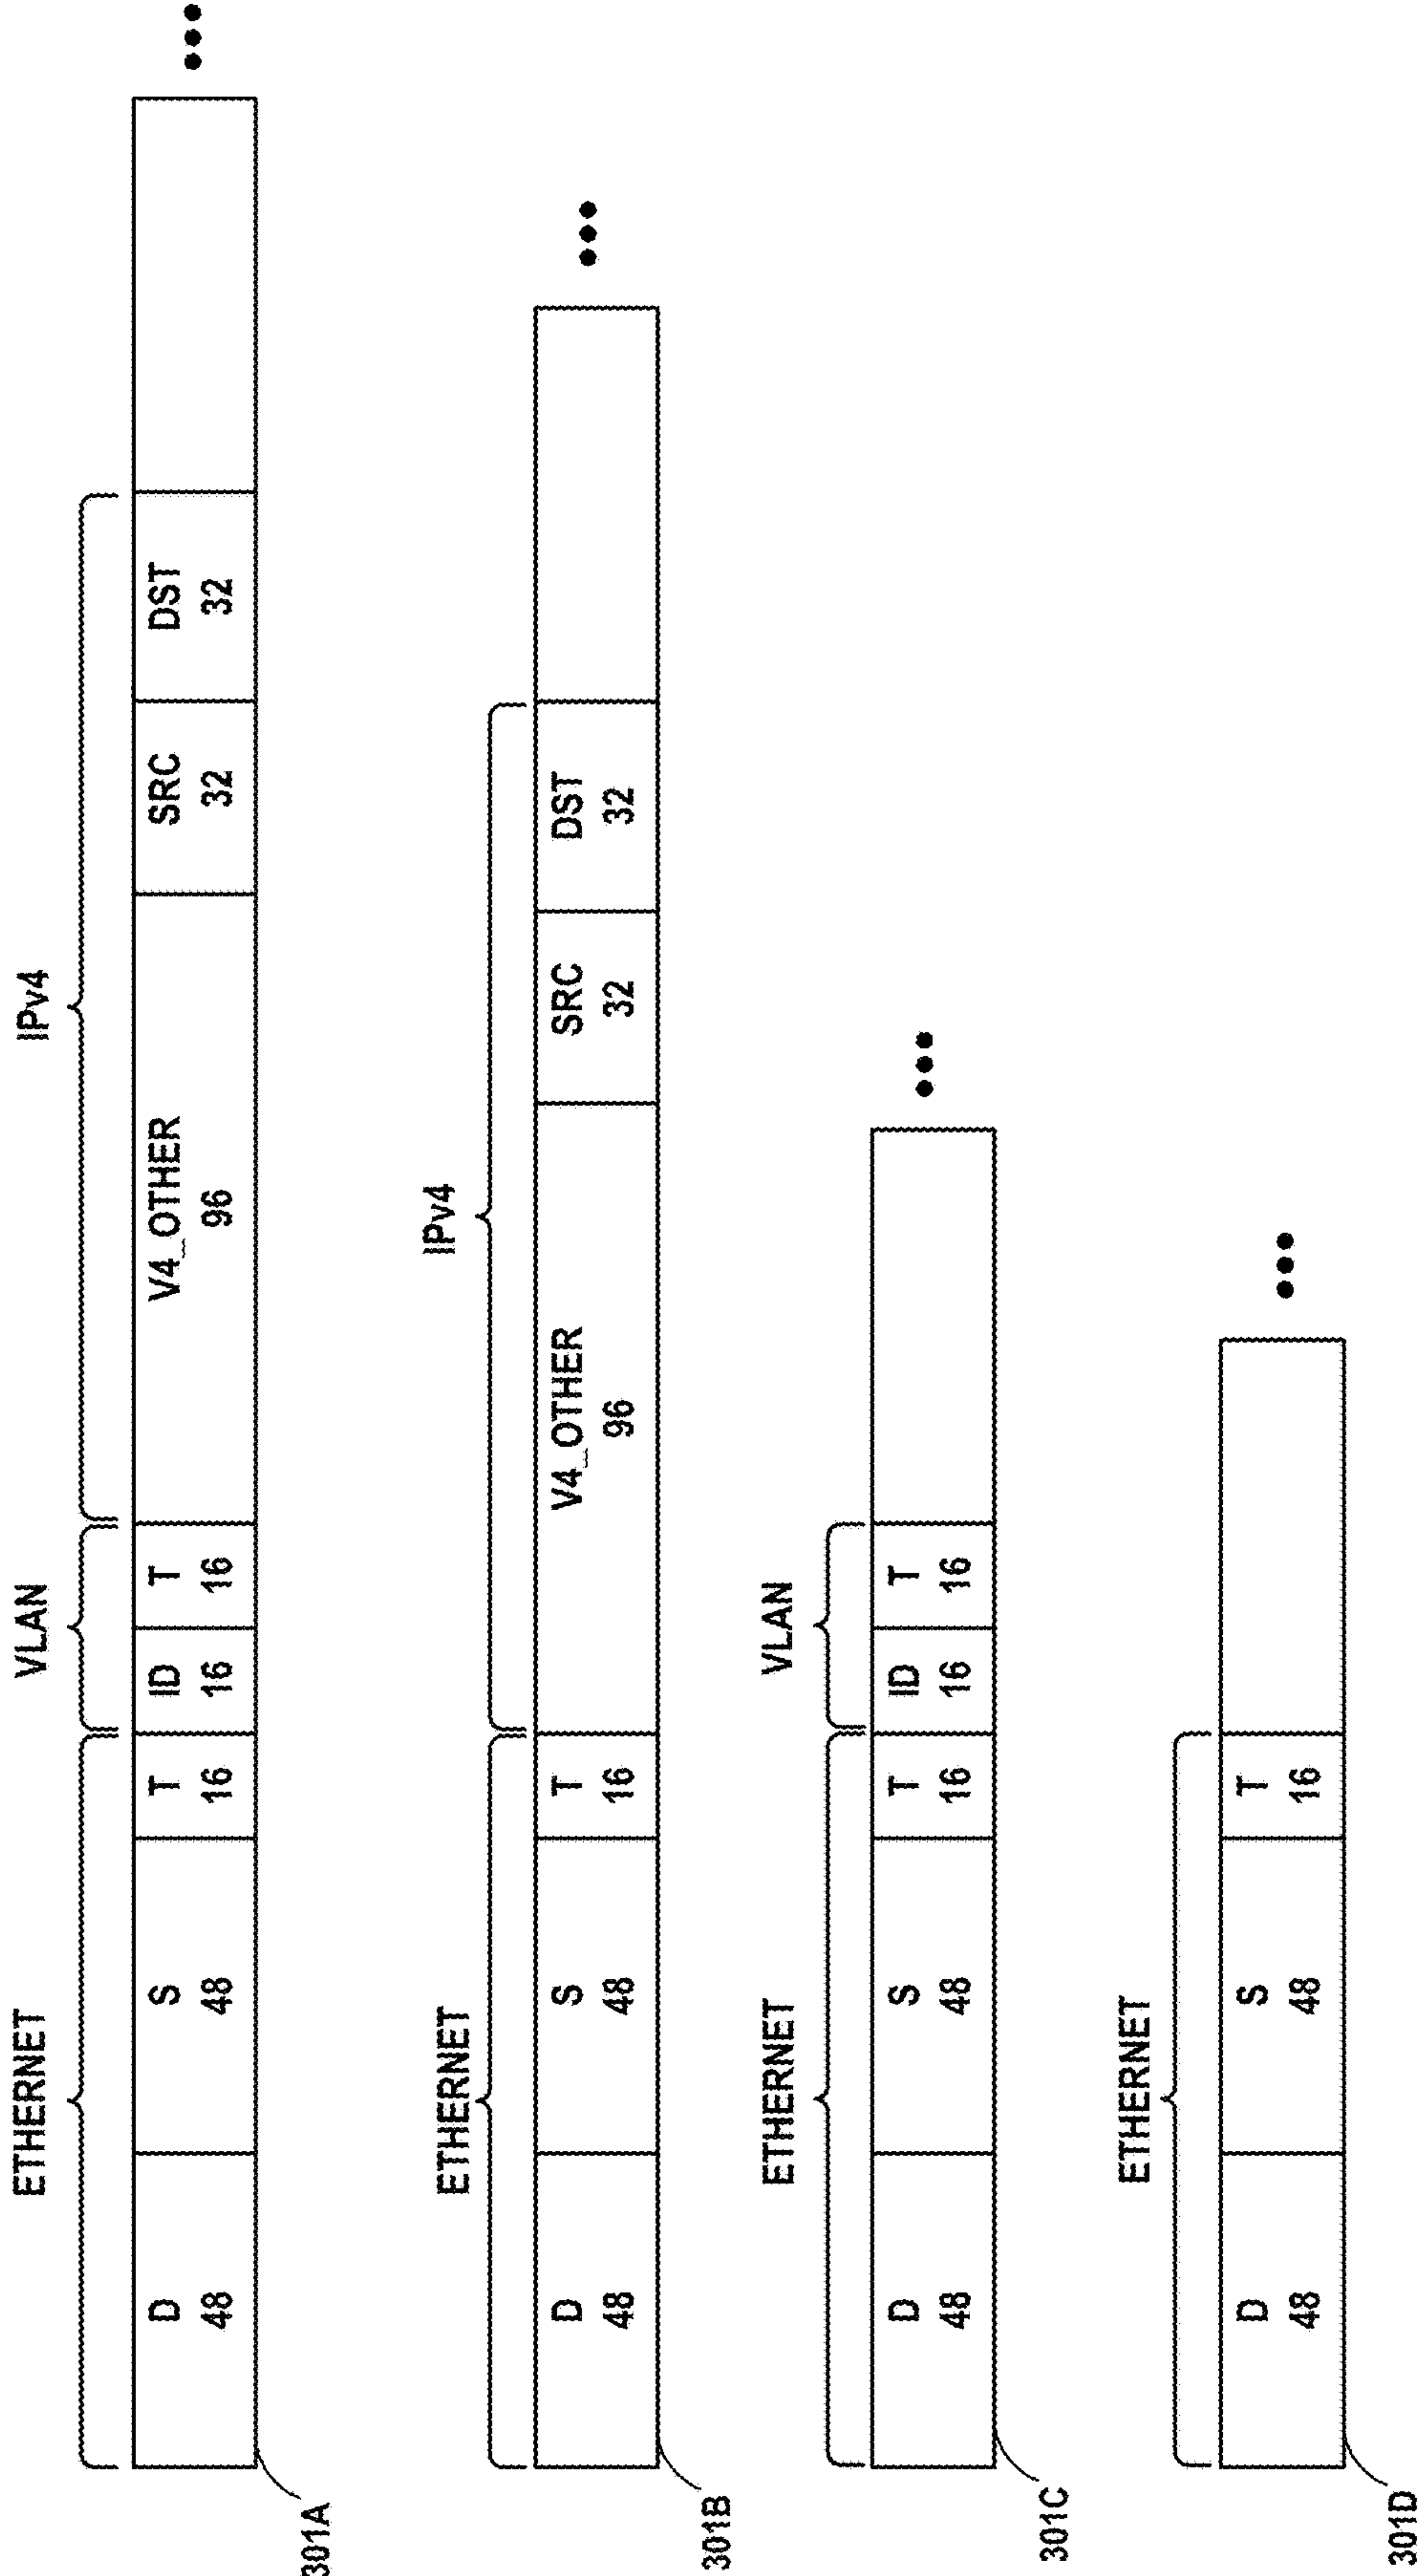 ETHERNET VLAN IPv4
D S T ID T V4_OTHER SRC DST
48 48 16 16 16 96 32 32
301A
ETHERNET IPv4
D S T V4_OTHER SRC DST
48 48 16 96 32 32
301B
ETHERNET VLAN
D S T ID T
48 48 16 16 16
301C
ETHERNET
D S T
48 48 16
301D